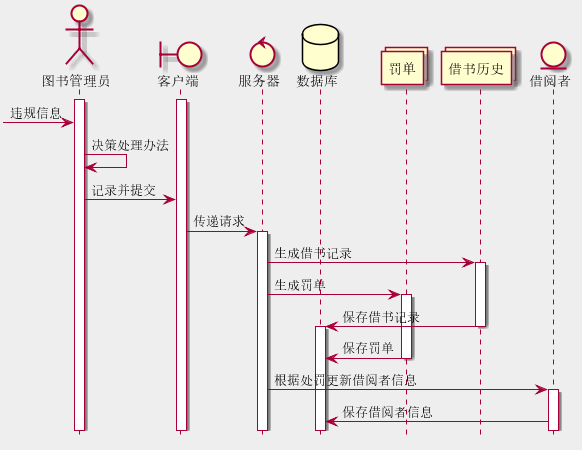 图书管理员
客户端
服务器
数据库
罚单
借书历史
借阅者
违规信息
决策处理办法
记录并提交
传递请求
生成借书记录
生成罚单
保存借书记录
保存罚单
根据处罚更新借阅者信息
保存借阅者信息